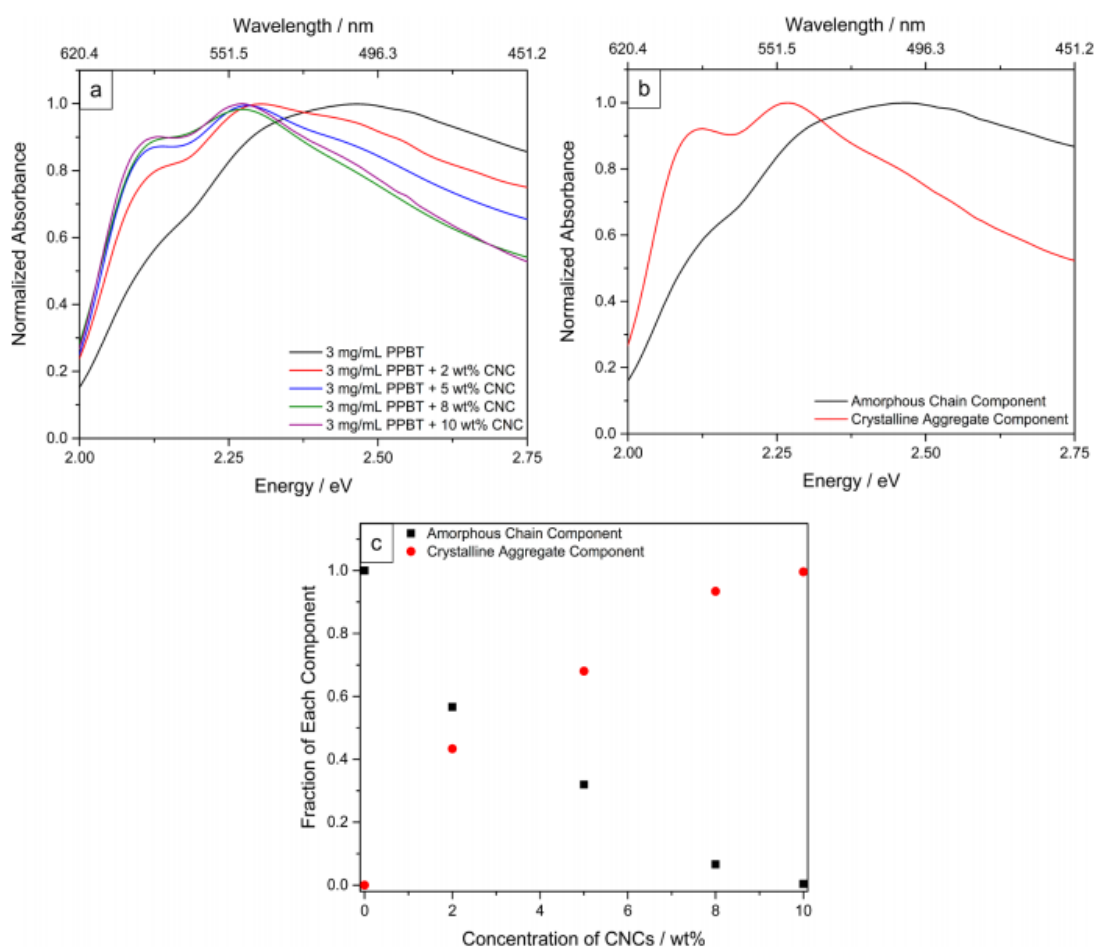 Wavelength / nm
620.4 551.5 496.3 451.2
a
1.0
0.8
0.6
0.4
0.2
0.0
Normalized Absorbance
3 mg/mL PPBT
3 mg/mL PPBT + 2 wt% CNC
3 mg/mL PPBT + 5 wt% CNC
3 mg/mL PPBT + 8 wt% CNC
3 mg/mL PPBT + 10 wt% CNC
2.00 2.25 2.50 2.75
Energy / eV
Wavelength / nm
620.4 551.5 496.3 451.2
b
1.0
0.8
0.6
0.4
0.2
0.0
Normalized Absorbance
Amorphous Chain Component
Crystalline Aggregate Component
2.00 2.25 2.50 2.75
Energy / eV
c
Amorphous Chain Component
Crystalline Aggregate Component
1.0
0.8
0.6
0.4
0.2
0.0
Fraction of Each Component
0 2 4 6 8 10
Concentration of CNCs / wt%